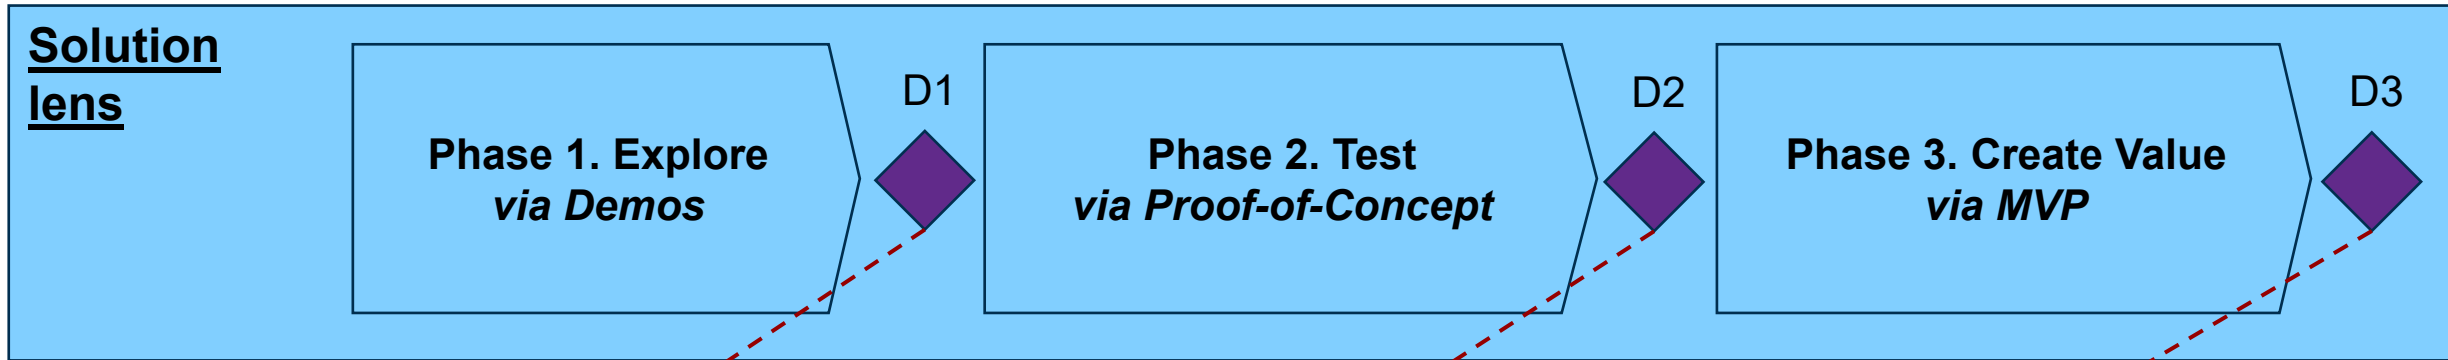 Solution
lens
Phase 1. Explore
via Demos
D1
Phase 2. Test
via Proof-of-Concept
D2
Phase 3. Create Value
via MVP
D3